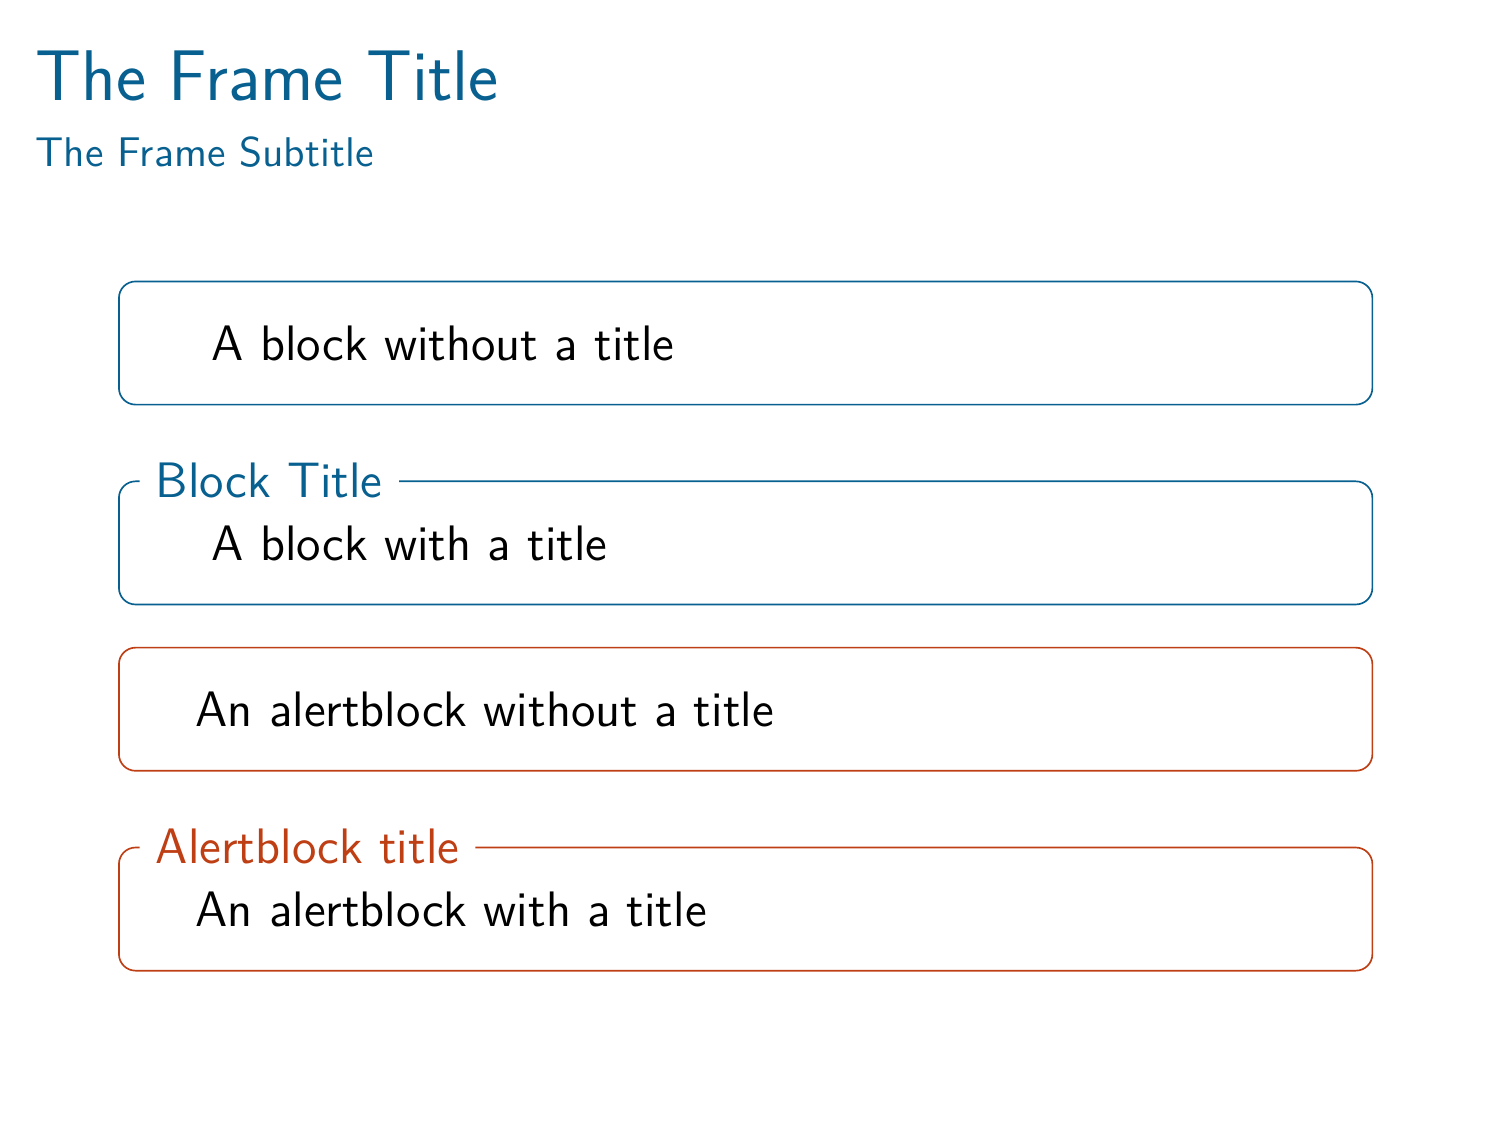 The Frame Title
The Frame Subtitle
A block without a title
Block Title
A block with a title
An alertblock without a title
Alertblock title
An alertblock with a title